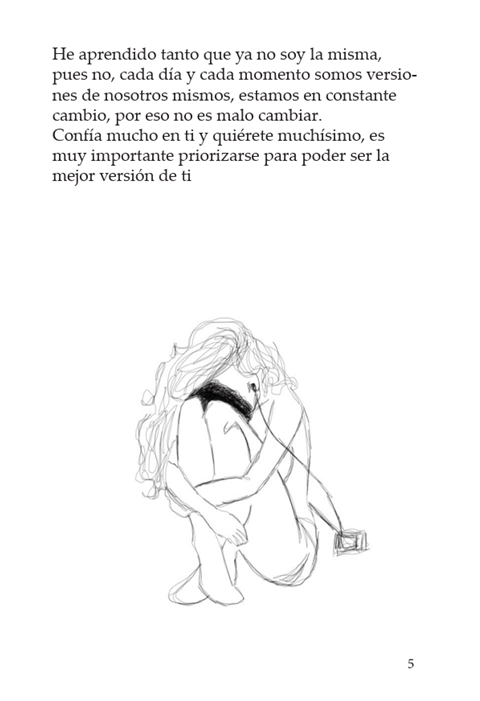 He aprendido tanto que ya no soy la misma,
pues no, cada día y cada momento somos versio-
nes de nosotros mismos, estamos en constante
cambio, por eso no es malo cambiar.
Confía mucho en ti y quiérete muchísimo, es
muy importante priorizarse para poder ser la
mejor versión de ti
5